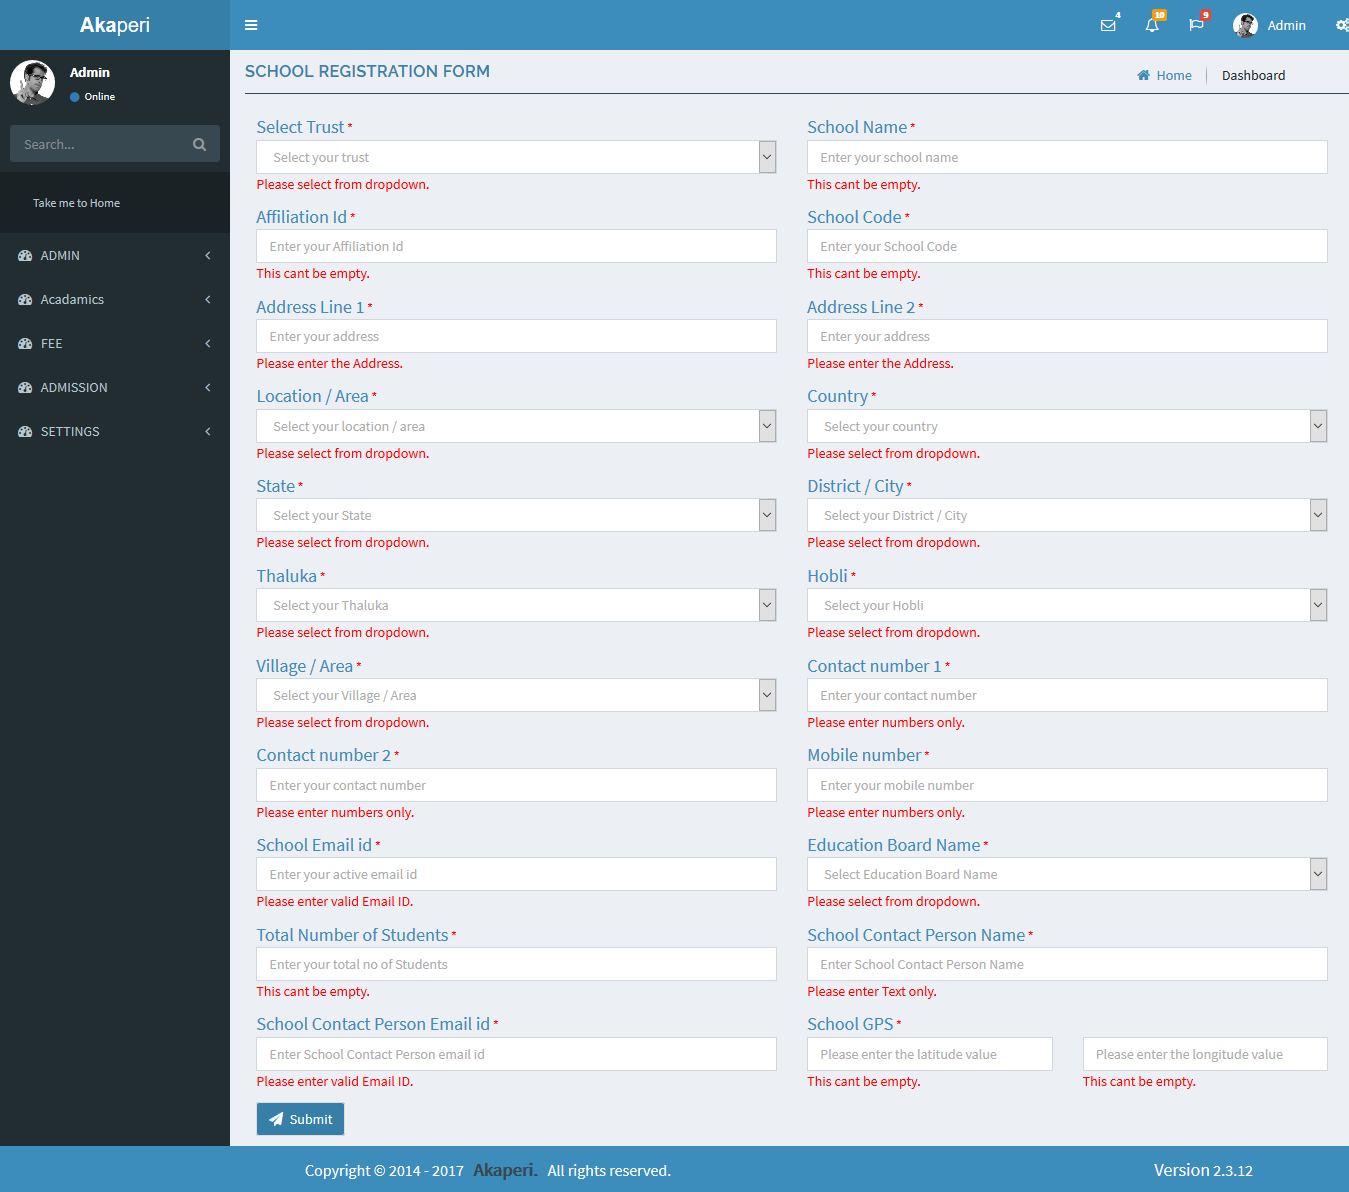 Akaperi
4
10
9
Admin
Admin
Online
Search...
Take me to Home
ADMIN
Acadamics
FEE
ADMISSION
SETTINGS
SCHOOL REGISTRATION FORM
Home
Dashboard
Select Trust *
School Name *
Select your trust
Enter your school name
Please select from dropdown.
This cant be empty.
Affiliation Id *
School Code *
Enter your Affiliation Id
Enter your School Code
This cant be empty.
This cant be empty.
Address Line 1 *
Address Line 2 *
Enter your address
Enter your address
Please enter the Address.
Please enter the Address.
Location / Area *
Country *
Select your location / area
Select your country
Please select from dropdown.
Please select from dropdown.
State *
District / City *
Select your State
Select your District / City
Please select from dropdown.
Please select from dropdown.
Thaluka *
Hobli *
Select your Thaluka
Select your Hobli
Please select from dropdown.
Please select from dropdown.
Village / Area *
Contact number 1 *
Select your Village / Area
Enter your contact number
Please select from dropdown.
Please enter numbers only.
Contact number 2 *
Mobile number *
Enter your contact number
Enter your mobile number
Please enter numbers only.
Please enter numbers only.
School Email id *
Education Board Name *
Enter your active email id
Select Education Board Name
Please enter valid Email ID.
Please select from dropdown.
Total Number of Students *
School Contact Person Name *
Enter your total no of Students
Enter School Contact Person Name
This cant be empty.
Please enter Text only.
School Contact Person Email id *
School GPS *
Enter School Contact Person email id
Please enter the latitude value
Please enter the longitude value
Please enter valid Email ID.
This cant be empty.
This cant be empty.
Submit
Copyright © 2014 - 2017 Akaperi. All rights reserved.
Version 2.3.12